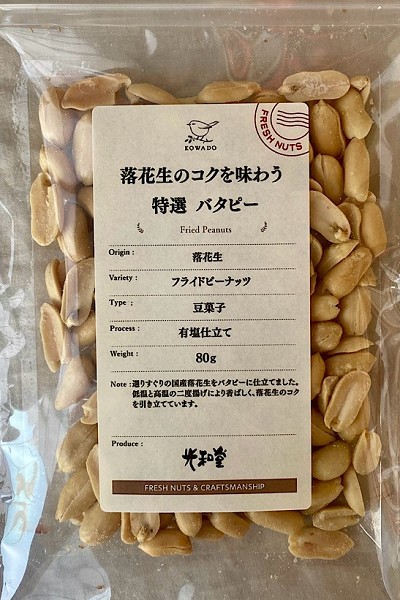 KOWADO
FRESH NUTS
落花生のコクを味わう
特選 バタピー
Fried Peanuts
Origin : 落花生
Variety : フライドピーナッツ
Type : 豆菓子
Process : 有塩仕立て
Weight : 80g
Note : 選りすぐりの国産落花生をバタピーに仕立てました。
低温と高温の二度揚げにより香ばしく、落花生のコク
を引き立てています。
Produce : 光和堂
FRESH NUTS & CRAFTSMANSHIP